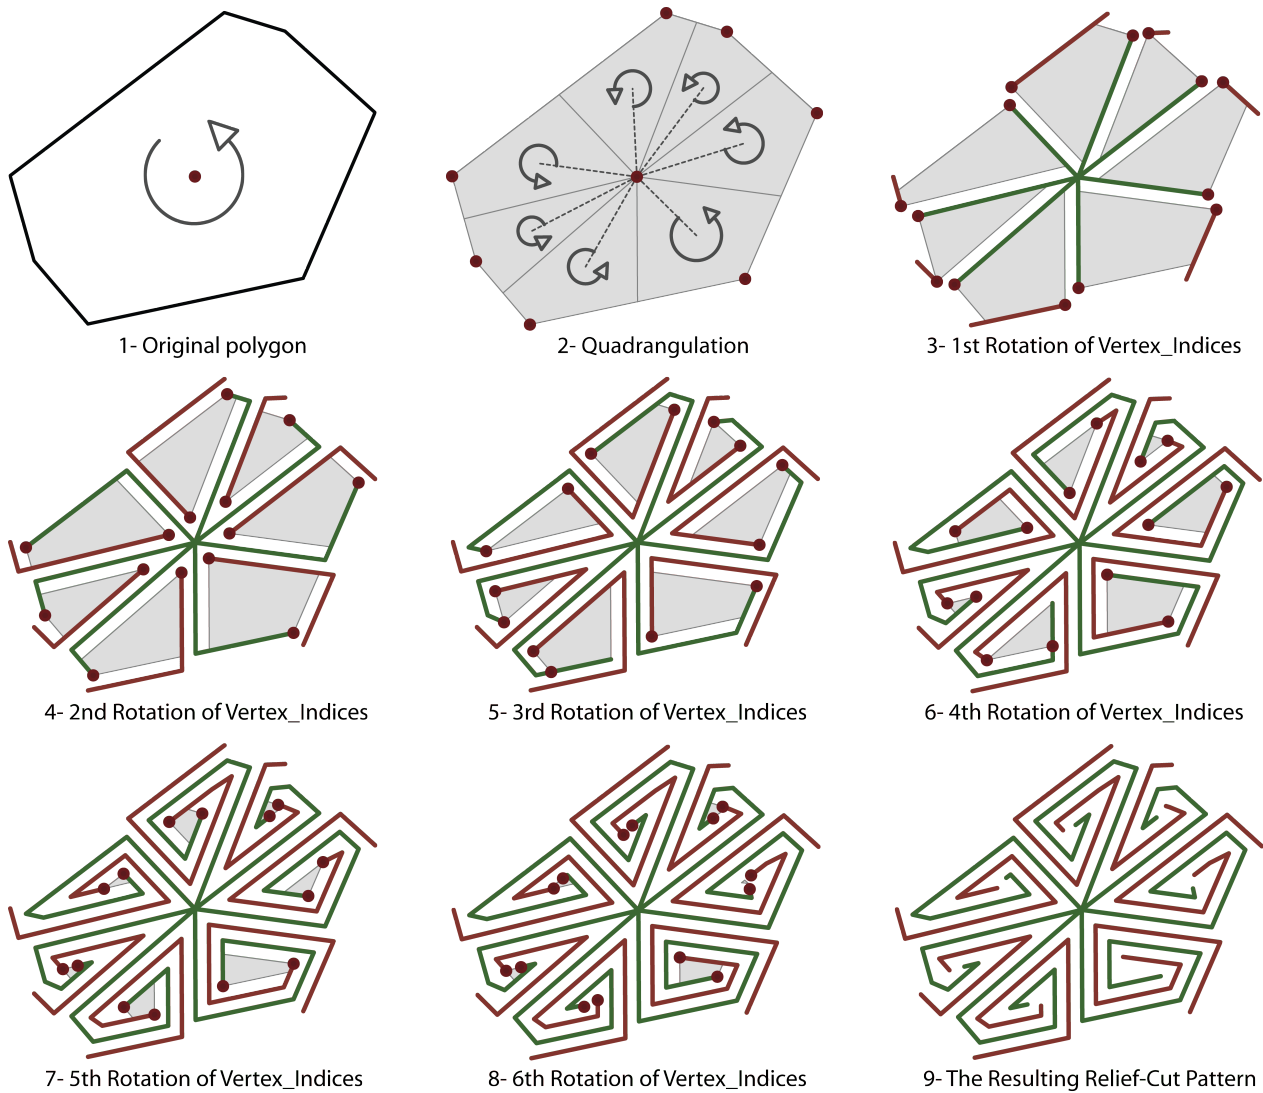 1- Original polygon
2- Quadrangulation
3- 1st Rotation of Vertex_Indices
4- 2nd Rotation of Vertex_Indices
5- 3rd Rotation of Vertex_Indices
6- 4th Rotation of Vertex_Indices
7- 5th Rotation of Vertex_Indices
8- 6th Rotation of Vertex_Indices
9- The Resulting Relief-Cut Pattern